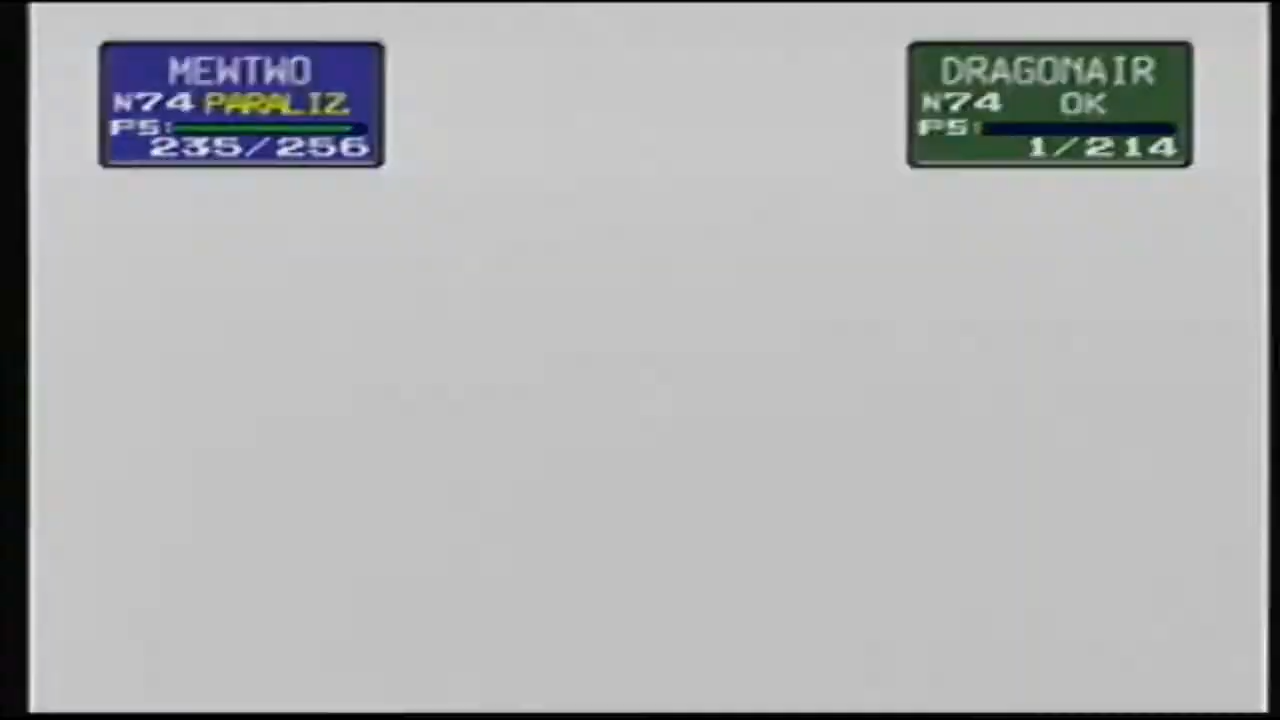 MEWTWO
N74 PARALIZ
PS:
235/256
DRAGONAIR
N74 OK
PS:
1/214